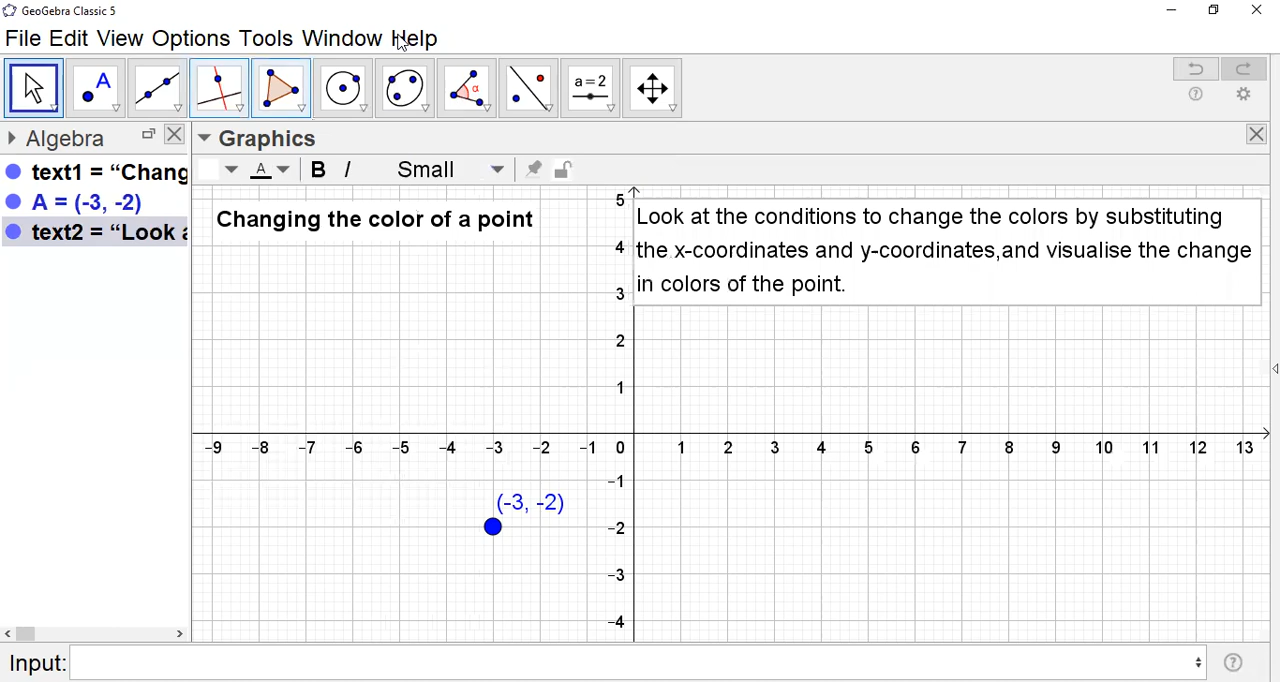 GeoGebra Classic 5
File Edit View Options Tools Window Help
A
α
a=2
Algebra
Graphics
text1 = “Chang
A = (-3, -2)
text2 = “Look a
A B I Small
Changing the color of a point
Look at the conditions to change the colors by substituting
the x-coordinates and y-coordinates,and visualise the change
in colors of the point.
5
4
3
2
1
−9 −8 −7 −6 −5 −4 −3 −2 −1 0 1 2 3 4 5 6 7 8 9 10 11 12 13
−1
(-3, -2)
−2
−3
−4
Input: